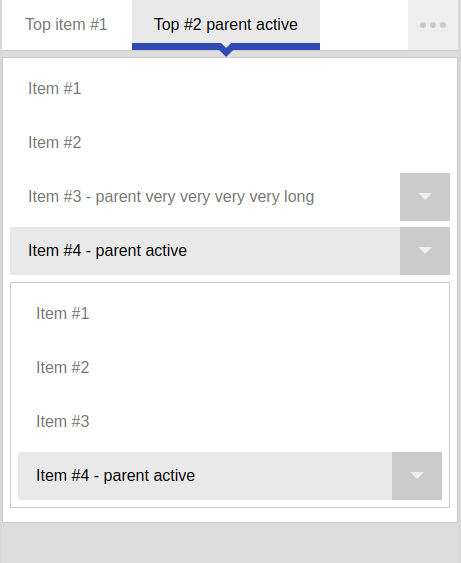 Top item #1
Top #2 parent active
Item #1
Item #2
Item #3 - parent very very very very long
Item #4 - parent active
Item #1
Item #2
Item #3
Item #4 - parent active